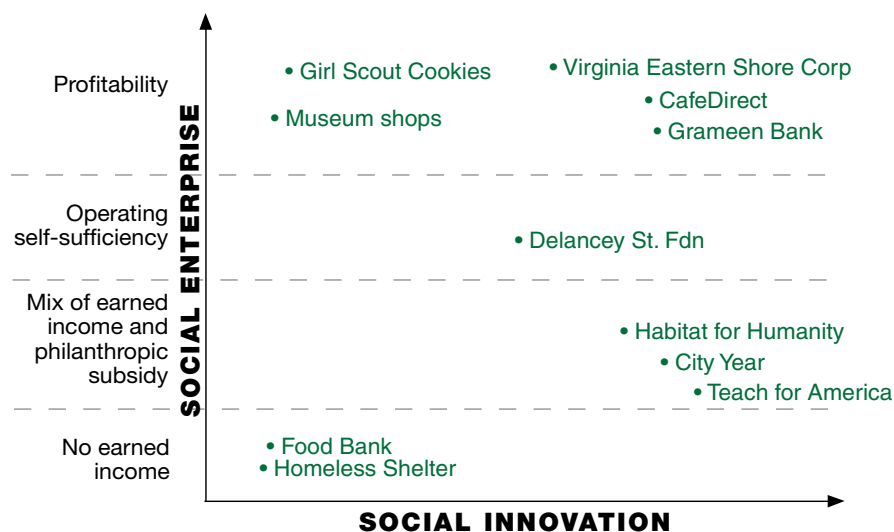 Profitability
Operating
self-sufficiency
Mix of earned
income and
philanthropic
subsidy
No earned
income
SOCIAL ENTERPRISE
• Girl Scout Cookies
• Museum shops
• Virginia Eastern Shore Corp
• CafeDirect
• Grameen Bank
• Delancey St. Fdn
• Habitat for Humanity
• City Year
• Teach for America
• Food Bank
• Homeless Shelter
SOCIAL INNOVATION